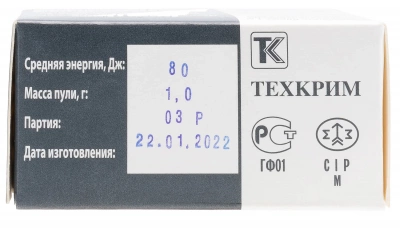 Средняя энергия, Дж: 80
Масса пули, г: 1,0
Партия: 03 Р
Дата изготовления: 22.01.2022
ТК
ТЕХКРИМ
РСТ
ГФ01
C I P
M